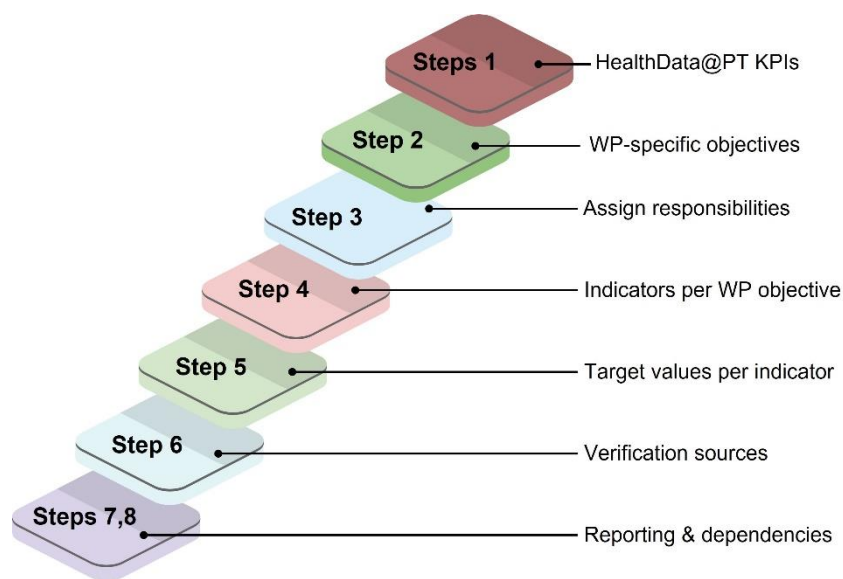 Steps 1
HealthData@PT KPIs
Step 2
WP-specific objectives
Step 3
Assign responsibilities
Step 4
Indicators per WP objective
Step 5
Target values per indicator
Step 6
Verification sources
Steps 7,8
Reporting & dependencies